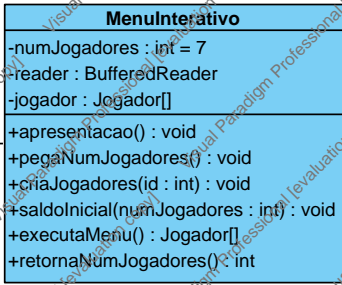 MenuInterativo
-numJogadores : int = 7
-reader : BufferedReader
-jogador : Jogador[]
+apresentacao() : void
+pegaNumJogadores() : void
+criaJogadores(id : int) : void
+saldoInicial(numJogadores : int) : void
+executaMenu() : Jogador[]
+retornaNumJogadores() : int